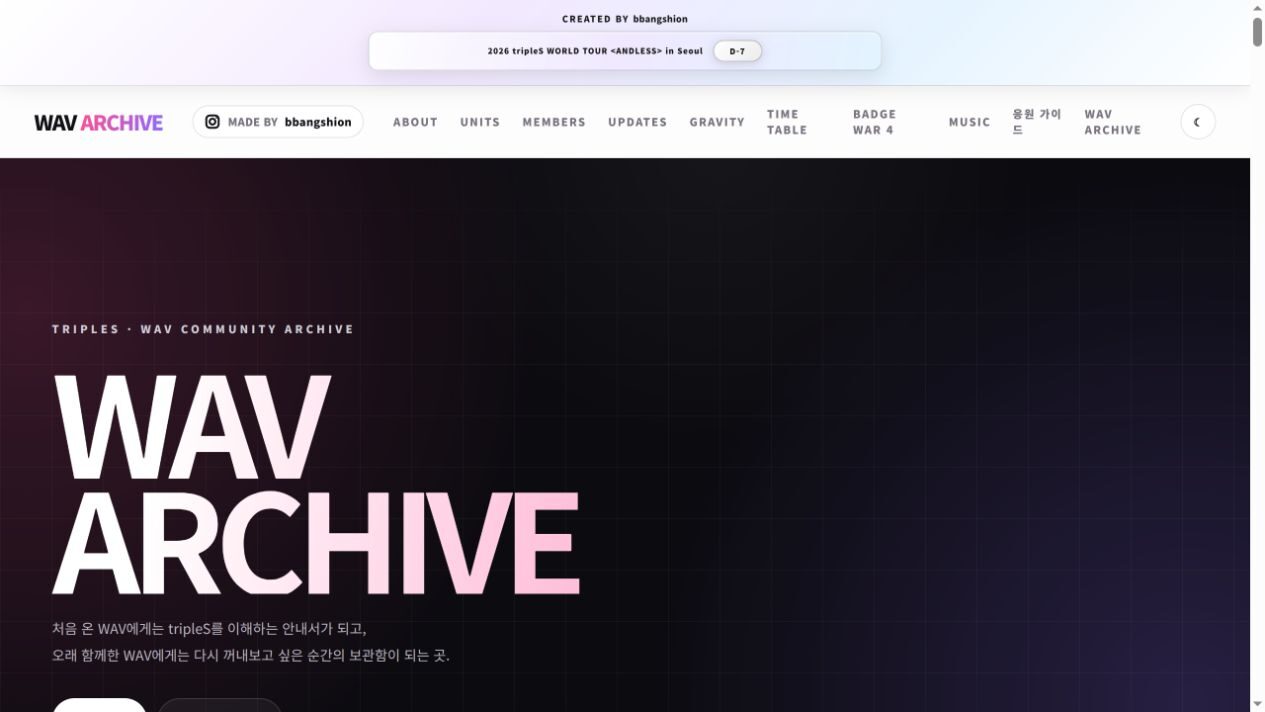 CREATED BY bbangshion
2026 tripleS WORLD TOUR <ANDLESS> in Seoul D-7
WAV ARCHIVE
MADE BY bbangshion
ABOUT
UNITS
MEMBERS
UPDATES
GRAVITY
TIME
TABLE
BADGE
WAR 4
MUSIC
응원 가이
드
WAV
ARCHIVE
TRIPLES · WAV COMMUNITY ARCHIVE
WAV
ARCHIVE
처음 온 WAV에게는 tripleS를 이해하는 안내서가 되고,
오래 함께한 WAV에게는 다시 꺼내보고 싶은 순간의 보관함이 되는 곳.